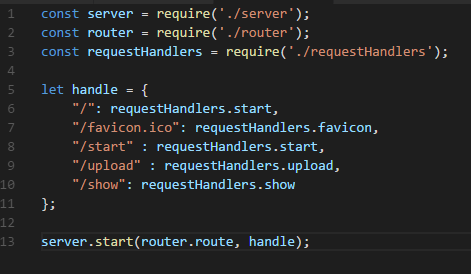 1 const server = require('./server');
2 const router = require('./router');
3 const requestHandlers = require('./requestHandlers');
4
5 let handle = {
6     "/": requestHandlers.start,
7     "/favicon.ico": requestHandlers.favicon,
8     "/start" : requestHandlers.start,
9     "/upload" : requestHandlers.upload,
10     "/show": requestHandlers.show
11 };
12
13 server.start(router.route, handle);